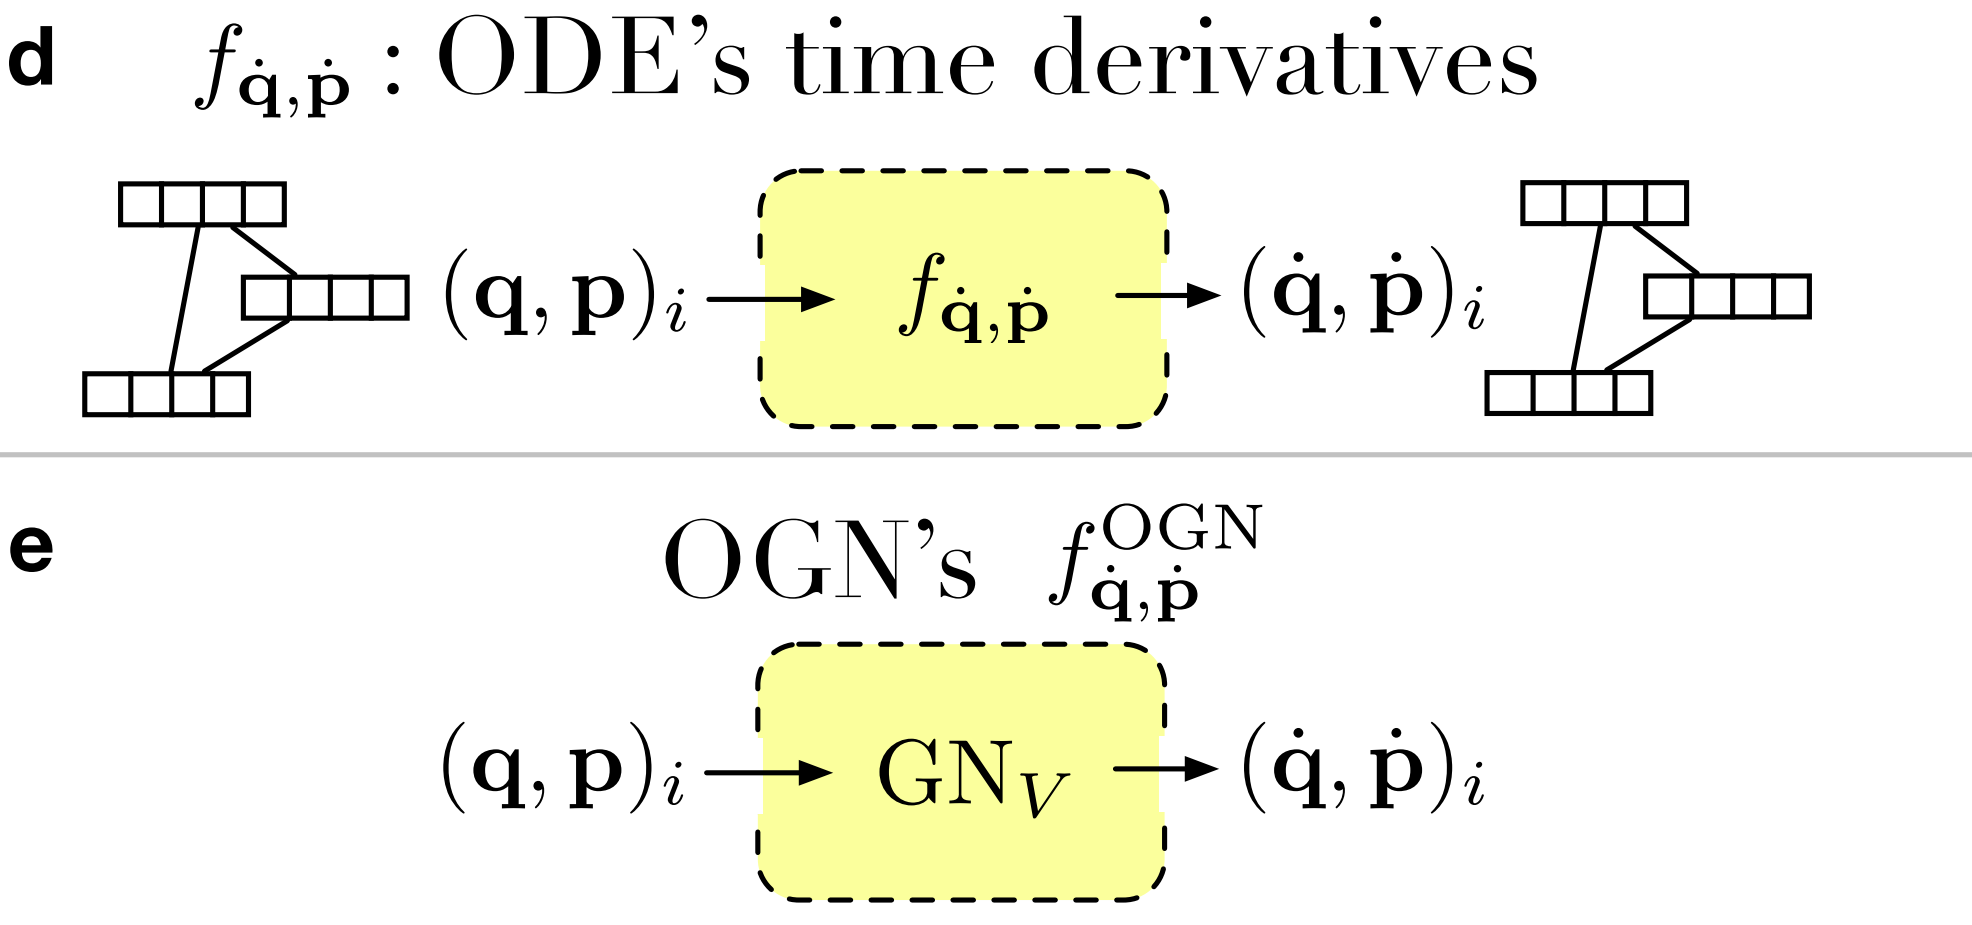 d f_{q̇,ṗ} : ODE’s time derivatives
(q, p)_i f_{q̇,ṗ} (q̇, ṗ)_i
e OGN’s f^{OGN}_{q̇,ṗ}
(q, p)_i GN_V (q̇, ṗ)_i